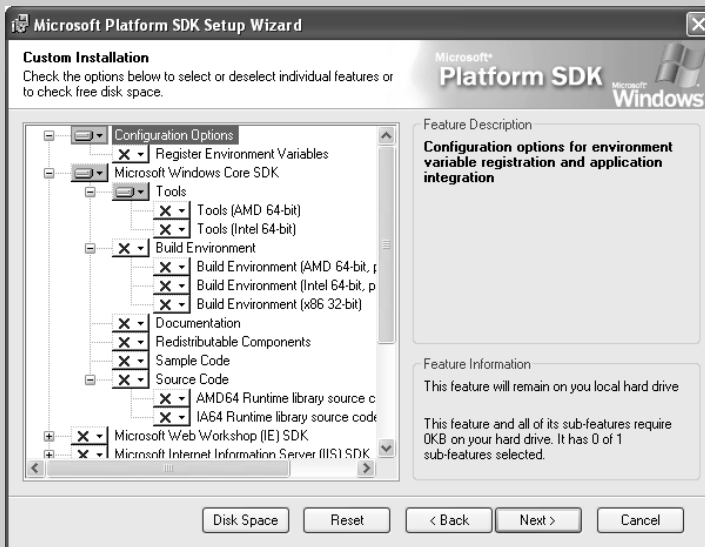 Microsoft Platform SDK Setup Wizard
Custom Installation
Check the options below to select or deselect individual features or
to check free disk space.
Microsoft®
Platform SDK
Microsoft
Windows
Configuration Options
Register Environment Variables
Microsoft Windows Core SDK
Tools
Tools (AMD 64-bit)
Tools (Intel 64-bit)
Build Environment
Build Environment (AMD 64-bit, p
Build Environment (Intel 64-bit, p
Build Environment (x86 32-bit)
Documentation
Redistributable Components
Sample Code
Source Code
AMD64 Runtime library source c
IA64 Runtime library source code
Microsoft Web Workshop (IE) SDK
Microsoft Internet Information Server (IIS) SDK
Feature Description
Configuration options for environment
variable registration and application
integration
Feature Information
This feature will remain on you local hard drive
This feature and all of its sub-features require
0KB on your hard drive. It has 0 of 1
sub-features selected.
Disk Space
Reset
< Back
Next >
Cancel